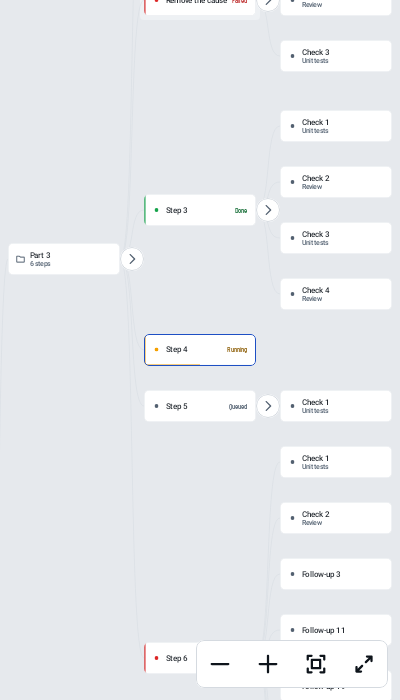 Remove the cause Failed
Review
Check 3
Unit tests
Check 1
Unit tests
Check 2
Review
Step 3 Done
Check 3
Unit tests
Part 3
6 steps
Check 4
Review
Step 4 Running
Step 5 Queued
Check 1
Unit tests
Check 1
Unit tests
Check 2
Review
Follow-up 3
Follow-up 11
Step 6